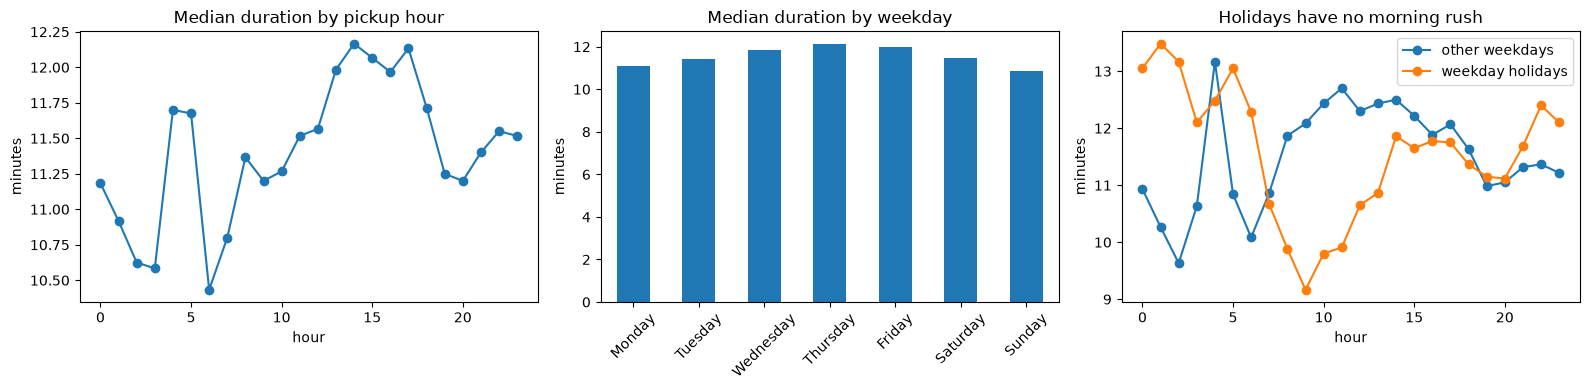 Median duration by pickup hour
12.25
12.00
11.75
11.50
11.25
11.00
10.75
10.50
minutes
0 5 10 15 20
hour
Median duration by weekday
12
10
8
6
4
2
0
minutes
Monday Tuesday Wednesday Thursday Friday Saturday Sunday
Holidays have no morning rush
other weekdays
weekday holidays
13
12
11
10
9
minutes
0 5 10 15 20
hour